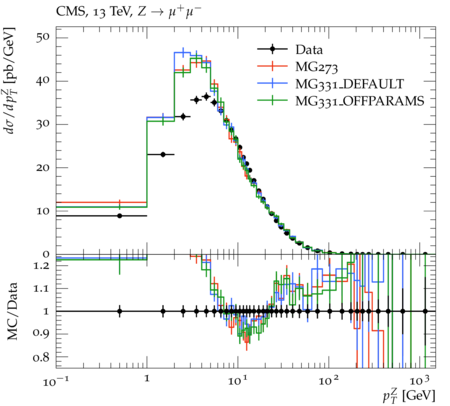 CMS, 13 TeV, Z → μ⁺μ⁻
dσ/dp_T^Z [pb/GeV]
50
40
30
20
10
0
Data
MG273
MG331_DEFAULT
MG331_OFFPARAMS
MC/Data
1.2
1.1
1
0.9
0.8
10⁻¹ 1 10¹ 10² 10³
p_T^Z [GeV]